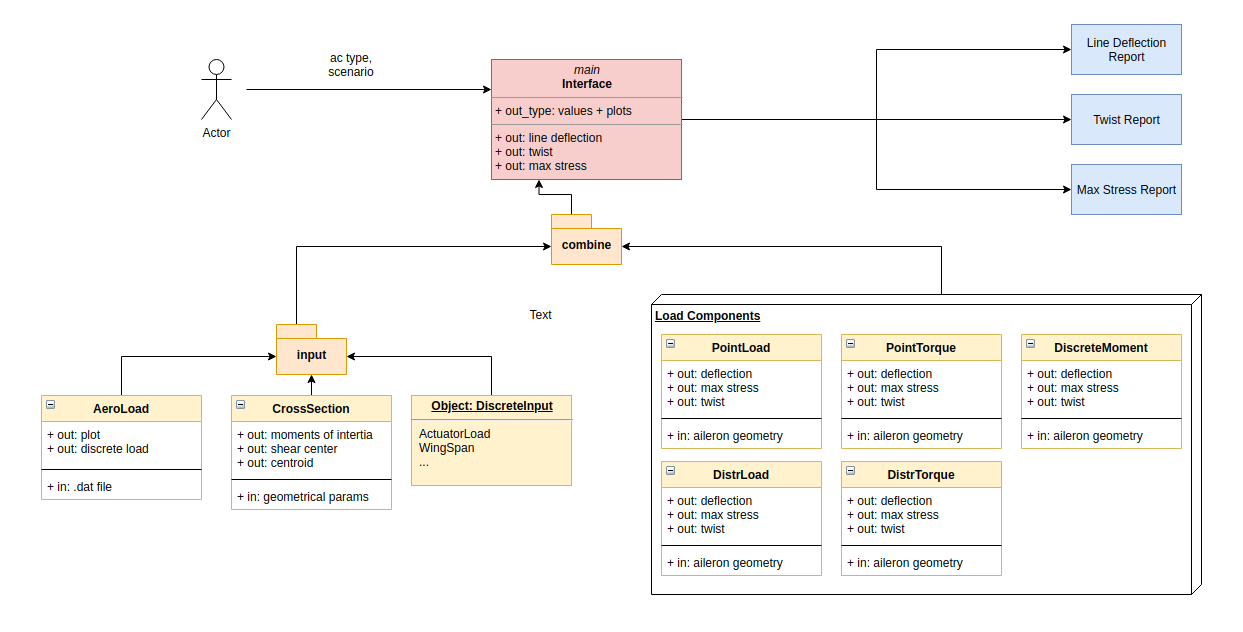 ac type,
scenario
Actor
main
Interface
+ out_type: values + plots
+ out: line deflection
+ out: twist
+ out: max stress
Line Deflection
Report
Twist Report
Max Stress Report
combine
Text
input
AeroLoad
+ out: plot
+ out: discrete load
+ in: .dat file
CrossSection
+ out: moments of intertia
+ out: shear center
+ out: centroid
+ in: geometrical params
Object: DiscreteInput
ActuatorLoad
WingSpan
...
Load Components
PointLoad
+ out: deflection
+ out: max stress
+ out: twist
+ in: aileron geometry
PointTorque
+ out: deflection
+ out: max stress
+ out: twist
+ in: aileron geometry
DiscreteMoment
+ out: deflection
+ out: max stress
+ out: twist
+ in: aileron geometry
DistrLoad
+ out: deflection
+ out: max stress
+ out: twist
+ in: aileron geometry
DistrTorque
+ out: deflection
+ out: max stress
+ out: twist
+ in: aileron geometry